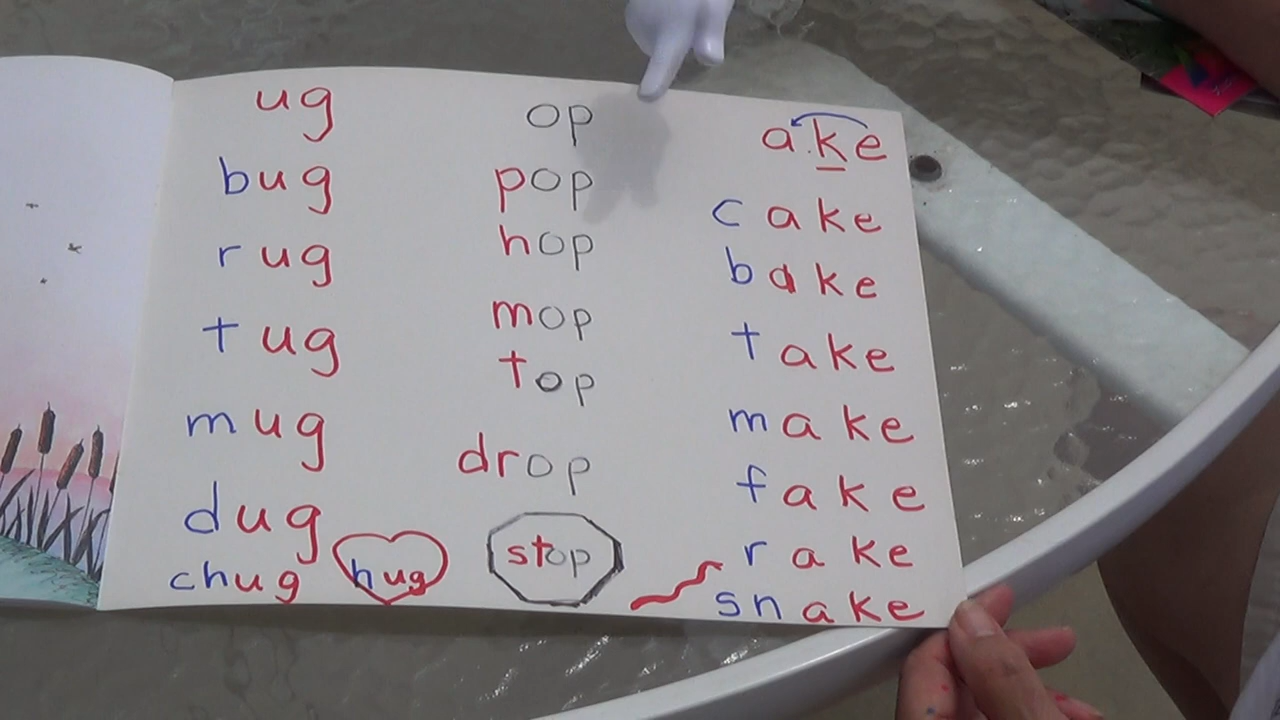 ug
bug
rug
tug
mug
dug
chug
hug
op
pop
hop
mop
top
drop
stop
ake
cake
bake
take
make
fake
rake
snake